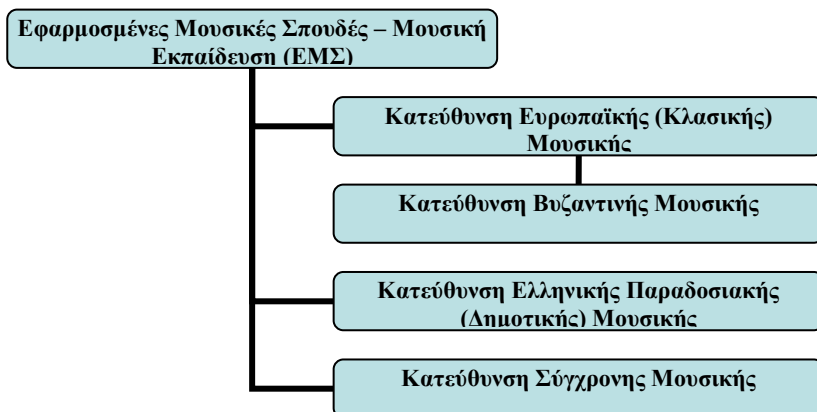 Εφαρμοσμένες Μουσικές Σπουδές – Μουσική
Εκπαίδευση (ΕΜΣ)
Κατεύθυνση Ευρωπαϊκής (Κλασικής)
Μουσικής
Κατεύθυνση Βυζαντινής Μουσικής
Κατεύθυνση Ελληνικής Παραδοσιακής
(Δημοτικής) Μουσικής
Κατεύθυνση Σύγχρονης Μουσικής